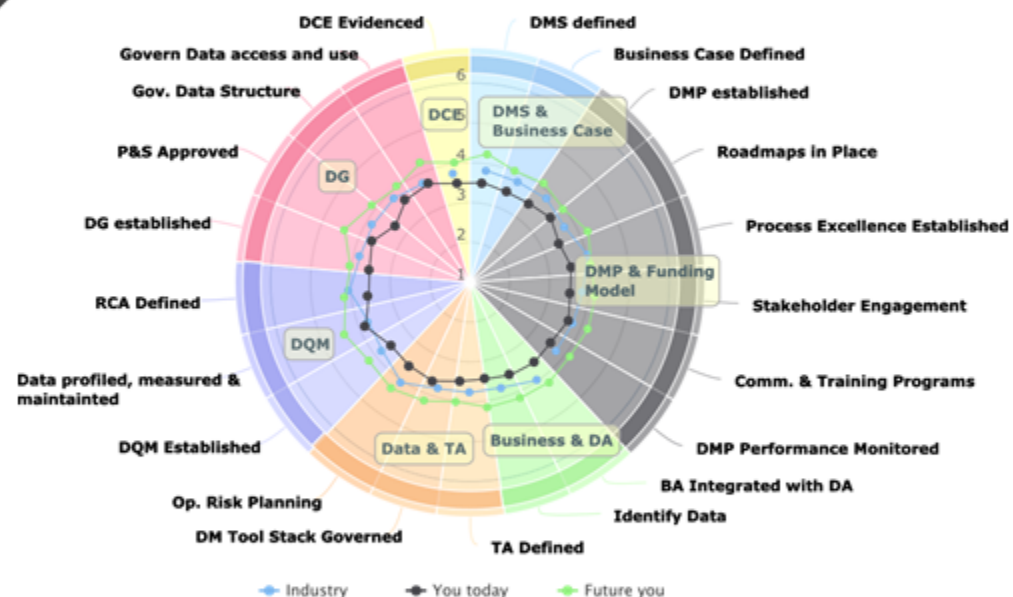 DCE Evidenced
DMS defined
Govern Data access and use
Business Case Defined
6
Gov. Data Structure
DMP established
DCE
5
DMS &
Business Case
P&S Approved
4
Roadmaps in Place
DG
3
DG established
Process Excellence Established
2
1
DMP & Funding
Model
RCA Defined
Stakeholder Engagement
DQM
Data profiled, measured &
maintainted
Comm. & Training Programs
DQM Established
Data & TA
Business & DA
DMP Performance Monitored
BA Integrated with DA
Op. Risk Planning
Identify Data
DM Tool Stack Governed
TA Defined
Industry
You today
Future you